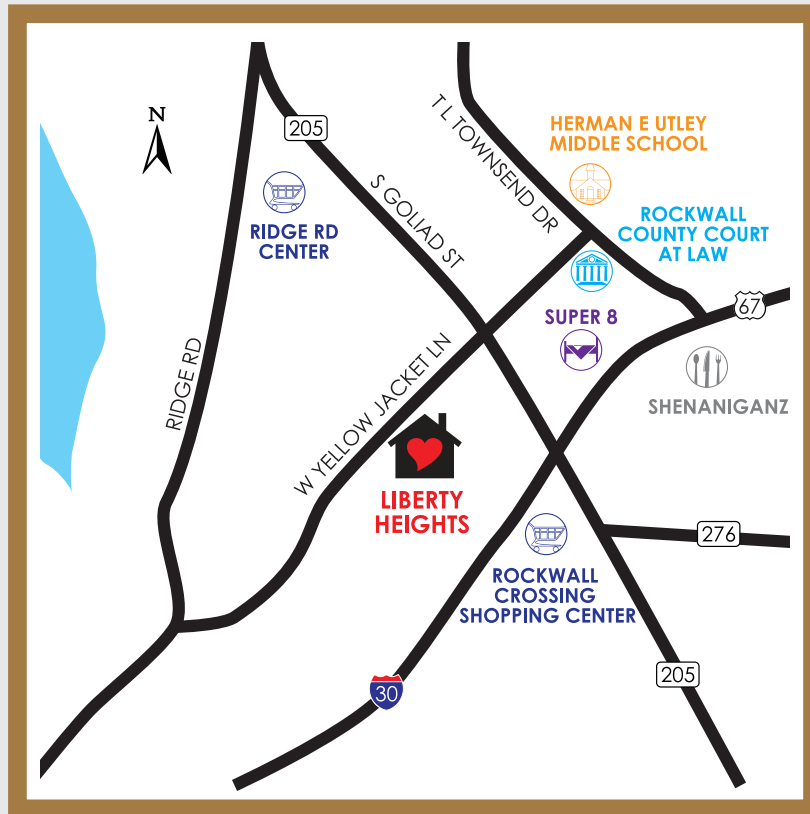 N
205
T L TOWNSEND DR
HERMAN E UTLEY
MIDDLE SCHOOL
S GOLIAD ST
RIDGE RD
CENTER
ROCKWALL
COUNTY COURT
AT LAW
67
SUPER 8
RIDGE RD
W YELLOW JACKET LN
SHENANIGANZ
LIBERTY
HEIGHTS
276
ROCKWALL
CROSSING
SHOPPING CENTER
205
30